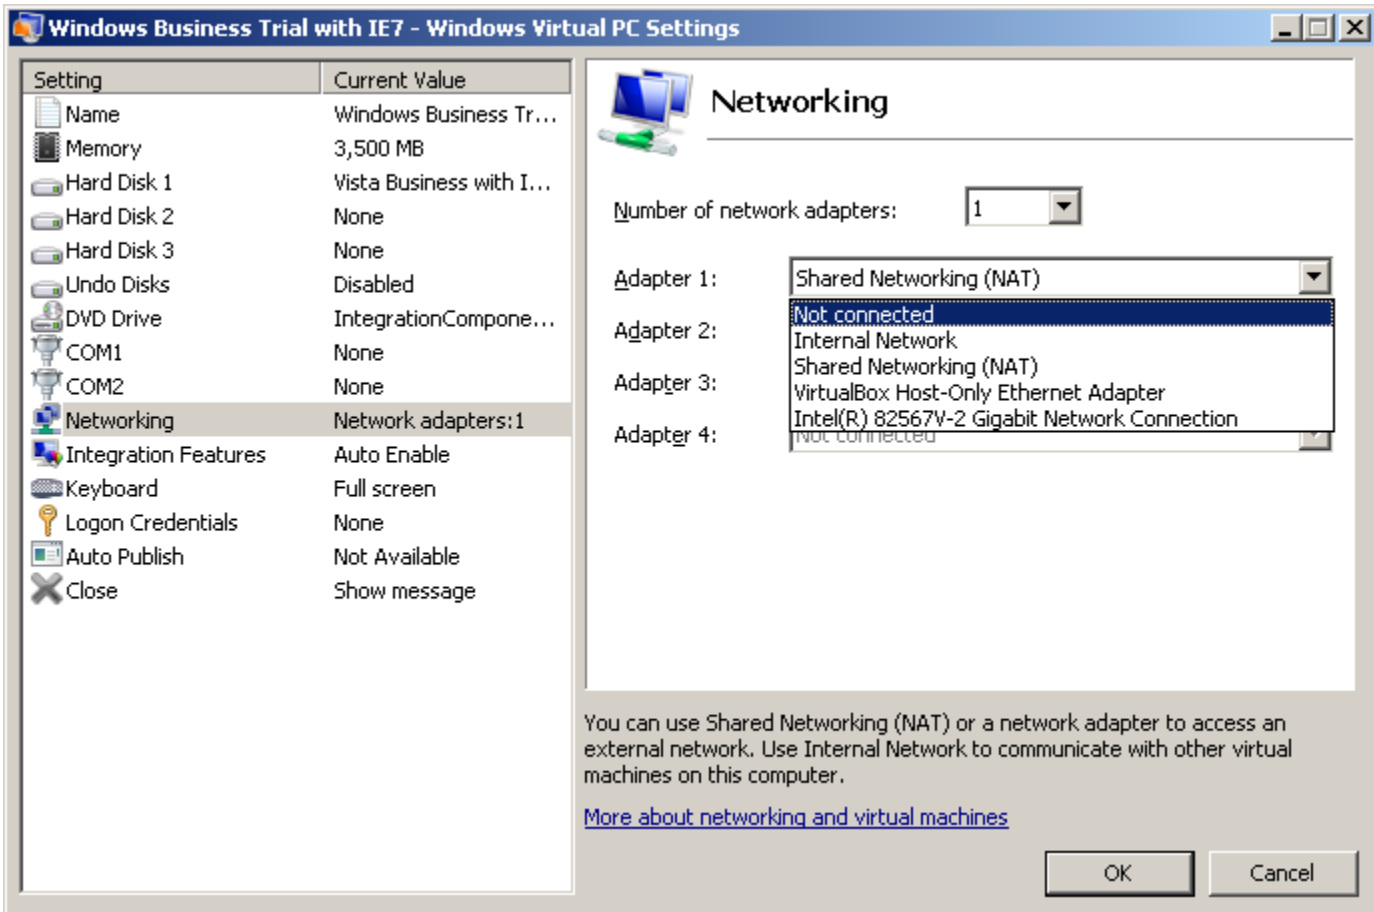 Windows Business Trial with IE7 - Windows Virtual PC Settings
Setting Current Value
Name Windows Business Tr...
Memory 3,500 MB
Hard Disk 1 Vista Business with I...
Hard Disk 2 None
Hard Disk 3 None
Undo Disks Disabled
DVD Drive IntegrationCompone...
COM1 None
COM2 None
Networking Network adapters:1
Integration Features Auto Enable
Keyboard Full screen
Logon Credentials None
Auto Publish Not Available
Close Show message
Networking
Number of network adapters: 1
Adapter 1: Shared Networking (NAT)
Not connected
Internal Network
Shared Networking (NAT)
VirtualBox Host-Only Ethernet Adapter
Intel(R) 82567V-2 Gigabit Network Connection
Adapter 2:
Adapter 3:
Adapter 4: Not connected
You can use Shared Networking (NAT) or a network adapter to access an
external network. Use Internal Network to communicate with other virtual
machines on this computer.
More about networking and virtual machines
OK Cancel